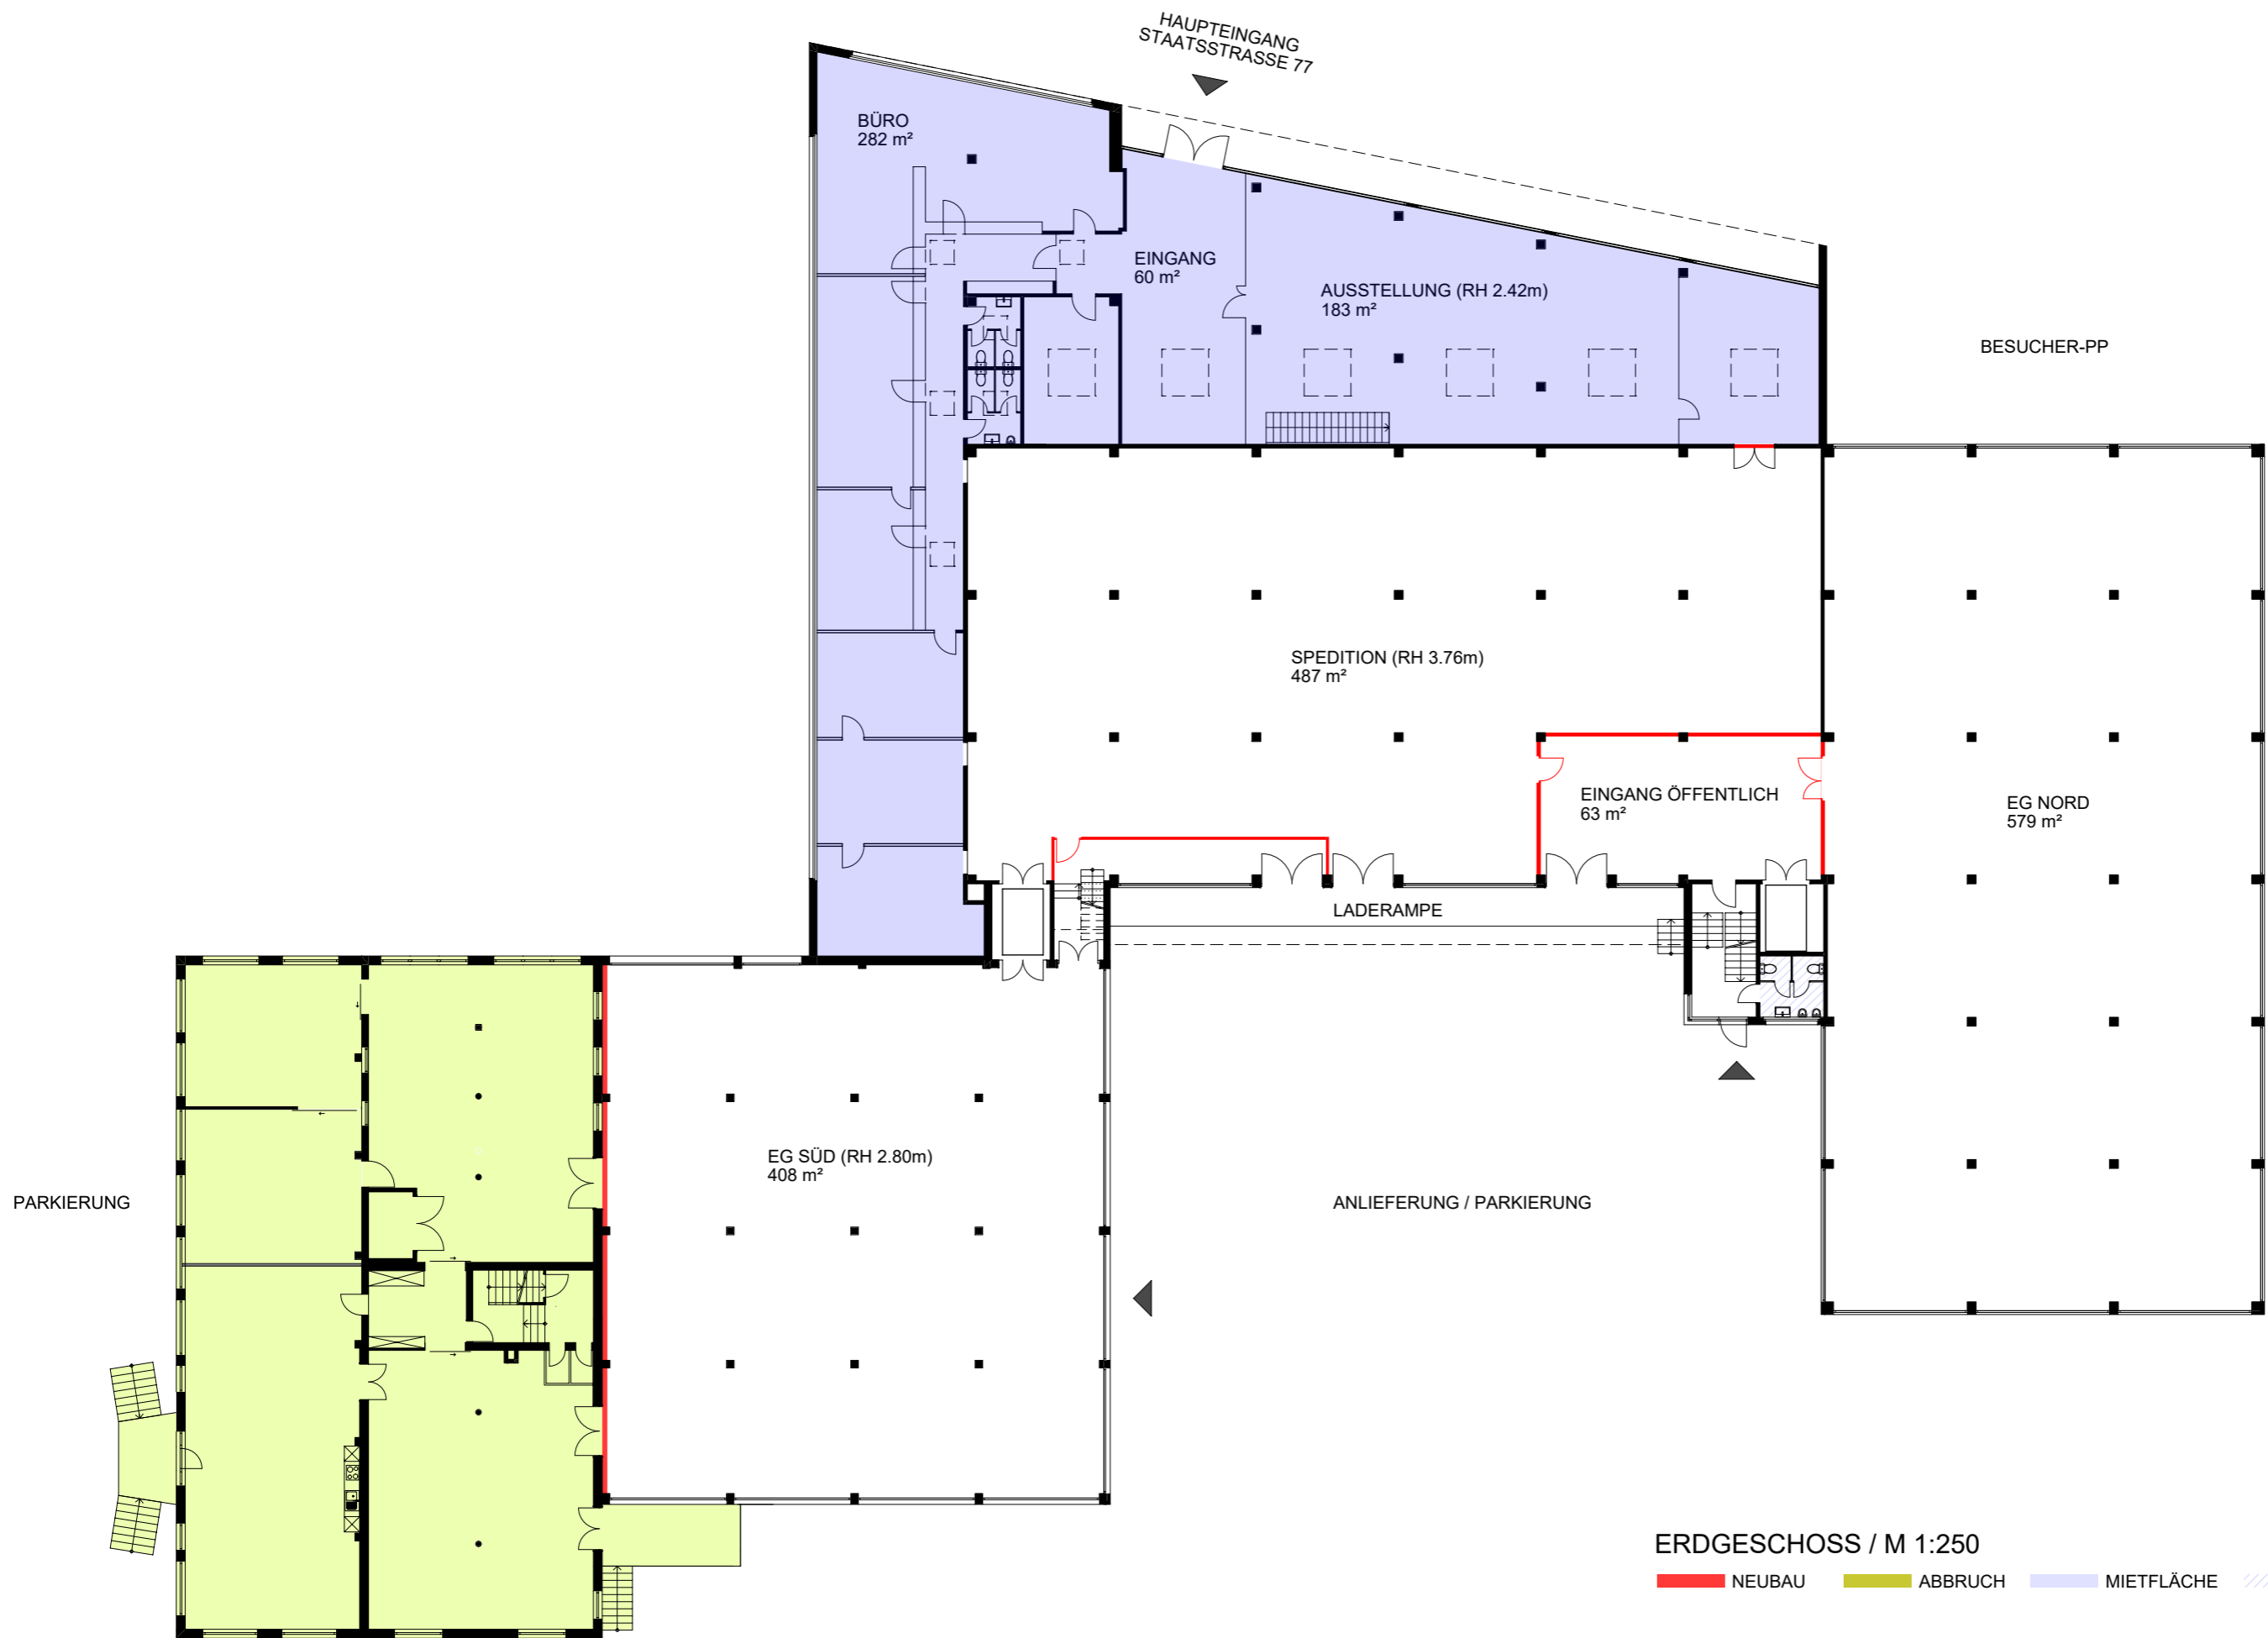 HAUPTEINGANG
STAATSSTRASSE 77
BÜRO
282 m²
EINGANG
60 m²
AUSSTELLUNG (RH 2.42m)
183 m²
BESUCHER-PP
SPEDITION (RH 3.76m)
487 m²
EINGANG ÖFFENTLICH
63 m²
EG NORD
579 m²
LADERAMPE
EG SÜD (RH 2.80m)
408 m²
PARKIERUNG
ANLIEFERUNG / PARKIERUNG
ERDGESCHOSS / M 1:250
NEUBAU
ABBRUCH
MIETFLÄCHE